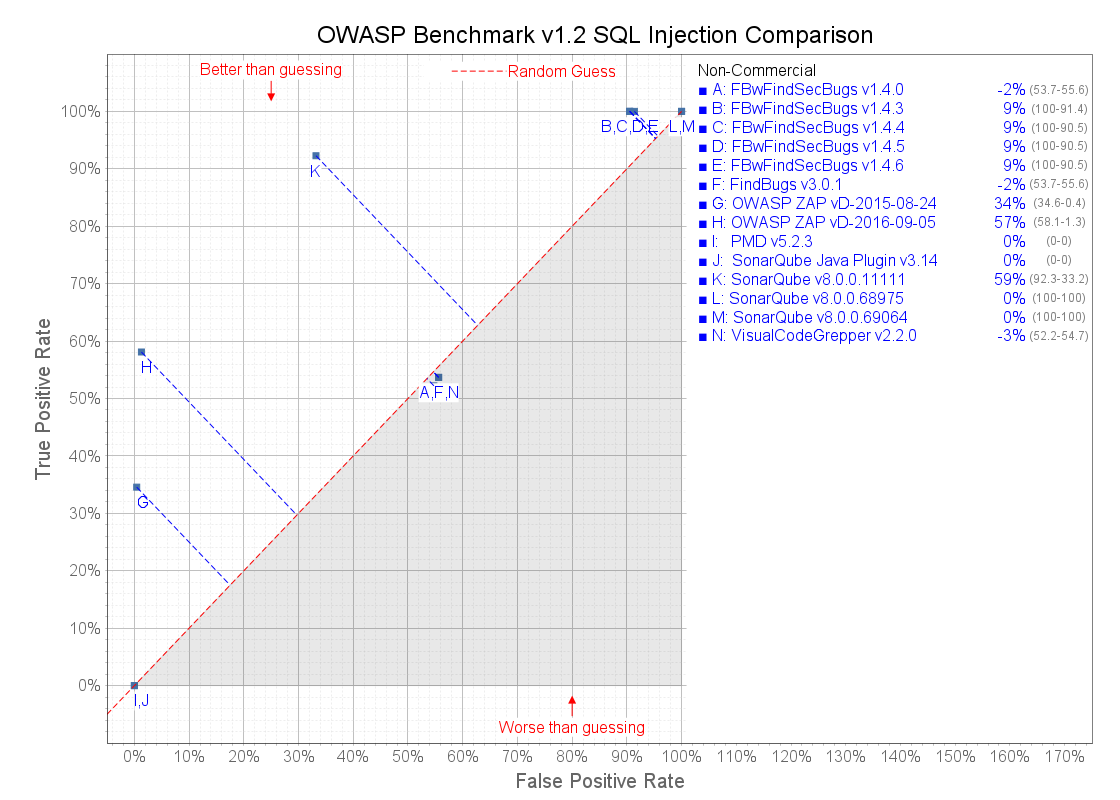 OWASP Benchmark v1.2 SQL Injection Comparison
Better than guessing
Random Guess
Non-Commercial
A: FBwFindSecBugs v1.4.0 -2% (53.7-55.6)
B: FBwFindSecBugs v1.4.3 9% (100-91.4)
C: FBwFindSecBugs v1.4.4 9% (100-90.5)
D: FBwFindSecBugs v1.4.5 9% (100-90.5)
E: FBwFindSecBugs v1.4.6 9% (100-90.5)
F: FindBugs v3.0.1 -2% (53.7-55.6)
G: OWASP ZAP vD-2015-08-24 34% (34.6-0.4)
H: OWASP ZAP vD-2016-09-05 57% (58.1-1.3)
I: PMD v5.2.3 0% (0-0)
J: SonarQube Java Plugin v3.14 0% (0-0)
K: SonarQube v8.0.0.11111 59% (92.3-33.2)
L: SonarQube v8.0.0.68975 0% (100-100)
M: SonarQube v8.0.0.69064 0% (100-100)
N: VisualCodeGrepper v2.2.0 -3% (52.2-54.7)
100%
90%
80%
70%
60%
50%
40%
30%
20%
10%
0%
True Positive Rate
B,C,D,E L,M
K
H
A,F,N
G
I,J
Worse than guessing
0% 10% 20% 30% 40% 50% 60% 70% 80% 90% 100% 110% 120% 130% 140% 150% 160% 170%
False Positive Rate